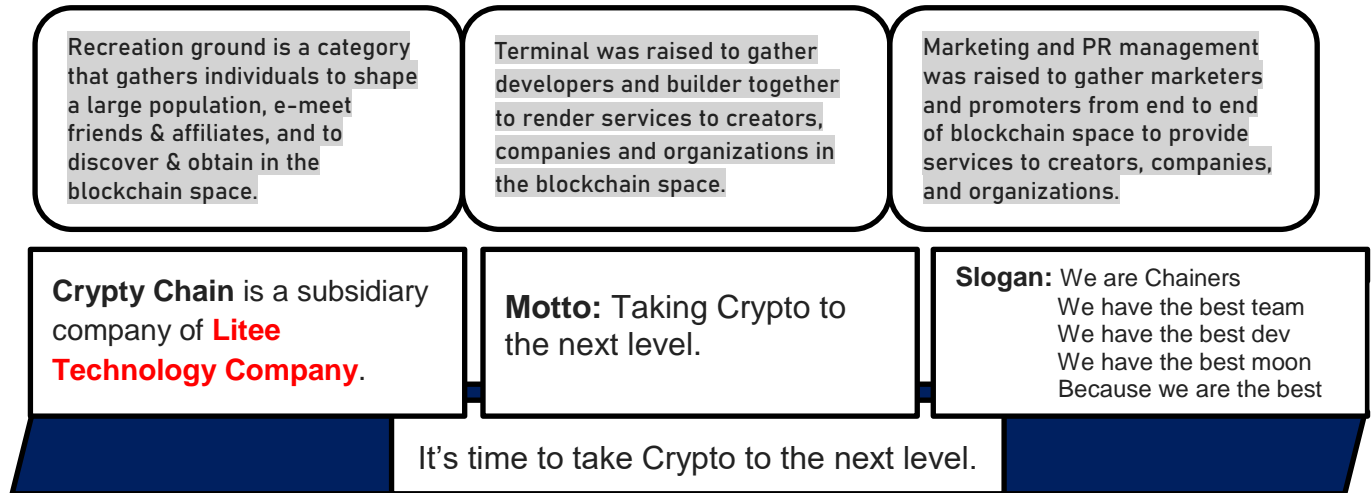 Recreation ground is a category
that gathers individuals to shape
a large population, e-meet
friends & affiliates, and to
discover & obtain in the
blockchain space.
Terminal was raised to gather
developers and builder together
to render services to creators,
companies and organizations in
the blockchain space.
Marketing and PR management
was raised to gather marketers
and promoters from end to end
of blockchain space to provide
services to creators, companies,
and organizations.
Crypty Chain is a subsidiary
company of Litee
Technology Company.
Motto: Taking Crypto to
the next level.
Slogan: We are Chainers
We have the best team
We have the best dev
We have the best moon
Because we are the best
It’s time to take Crypto to the next level.